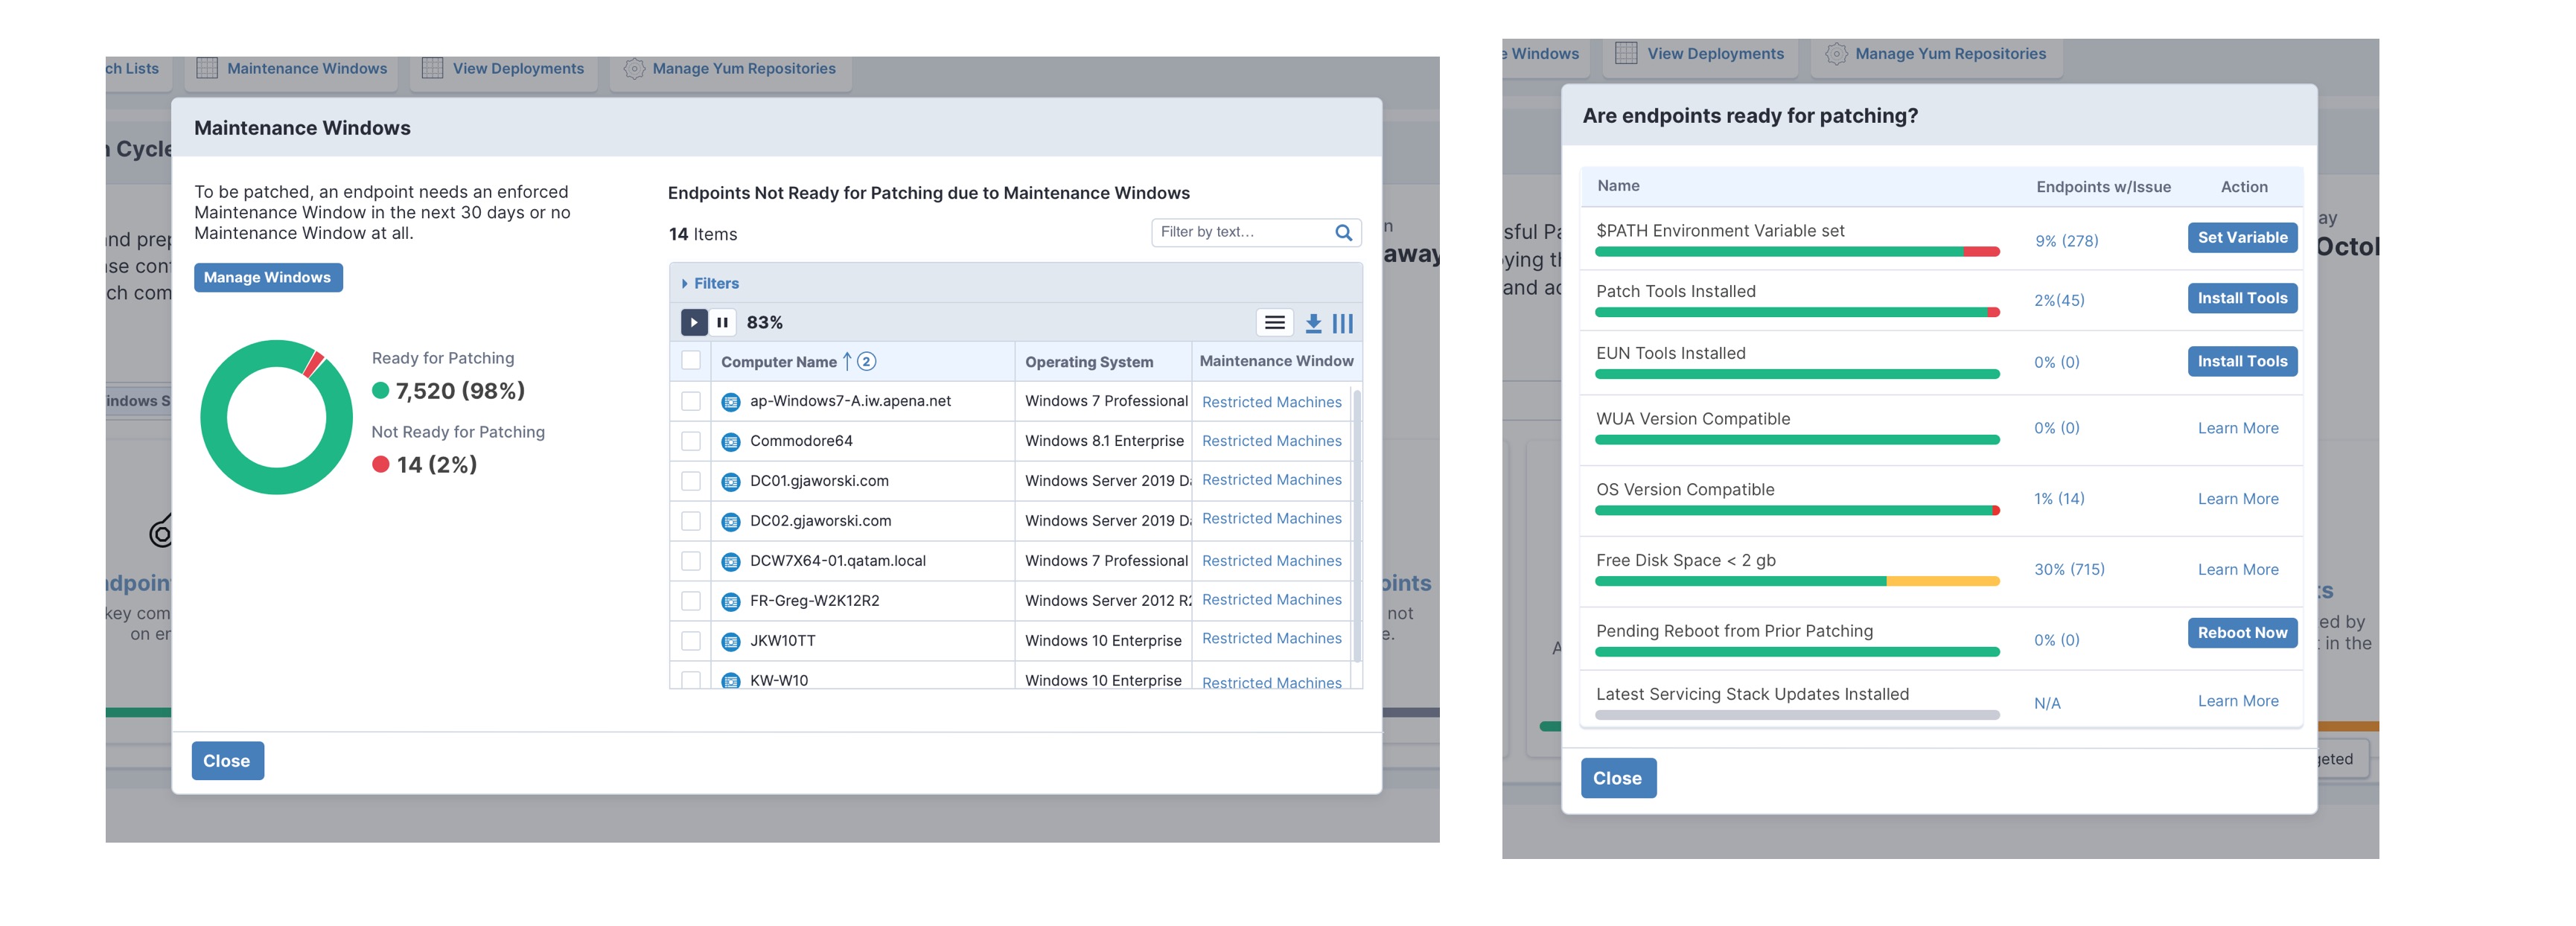 ch Lists
Maintenance Windows
View Deployments
Manage Yum Repositories
Maintenance Windows
Cycle
To be patched, an endpoint needs an enforced
Maintenance Window in the next 30 days or no
Maintenance Window at all.
Manage Windows
Ready for Patching
7,520 (98%)
Not Ready for Patching
14 (2%)
Endpoints Not Ready for Patching due to Maintenance Windows
14 Items
Filter by text...
Filters
83%
Computer Name 2
Operating System
Maintenance Window
ap-Windows7-A.iw.apena.net
Windows 7 Professional
Restricted Machines
Commodore64
Windows 8.1 Enterprise
Restricted Machines
DC01.gjaworski.com
Windows Server 2019 Da
Restricted Machines
DC02.gjaworski.com
Windows Server 2019 Da
Restricted Machines
DCW7X64-01.qatam.local
Windows 7 Professional
Restricted Machines
FR-Greg-W2K12R2
Windows Server 2012 R2
Restricted Machines
JKW10TT
Windows 10 Enterprise
Restricted Machines
KW-W10
Windows 10 Enterprise
Restricted Machines
Close
nd prep
se con
ch com
indows S
dpoin
key com
on en
n
away
oints
not
e.
e Windows
View Deployments
Manage Yum Repositories
Are endpoints ready for patching?
Name
Endpoints w/Issue
Action
$PATH Environment Variable set
9% (278)
Set Variable
Patch Tools Installed
2%(45)
Install Tools
EUN Tools Installed
0% (0)
Install Tools
WUA Version Compatible
0% (0)
Learn More
OS Version Compatible
1% (14)
Learn More
Free Disk Space < 2 gb
30% (715)
Learn More
Pending Reboot from Prior Patching
0% (0)
Reboot Now
Latest Servicing Stack Updates Installed
N/A
Learn More
Close
sful Pa
ying th
and ac
A
ay
Octol
ts
ed by
in the
geted